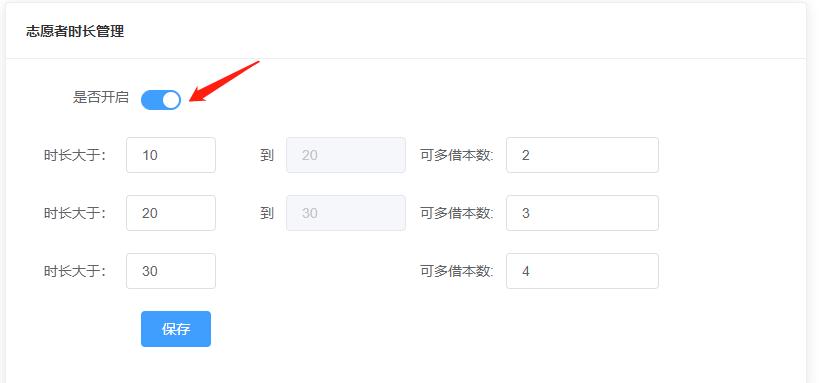 志愿者时长管理
是否开启
时长大于： 10 到 20 可多借本数: 2
时长大于： 20 到 30 可多借本数: 3
时长大于： 30 可多借本数: 4
保存